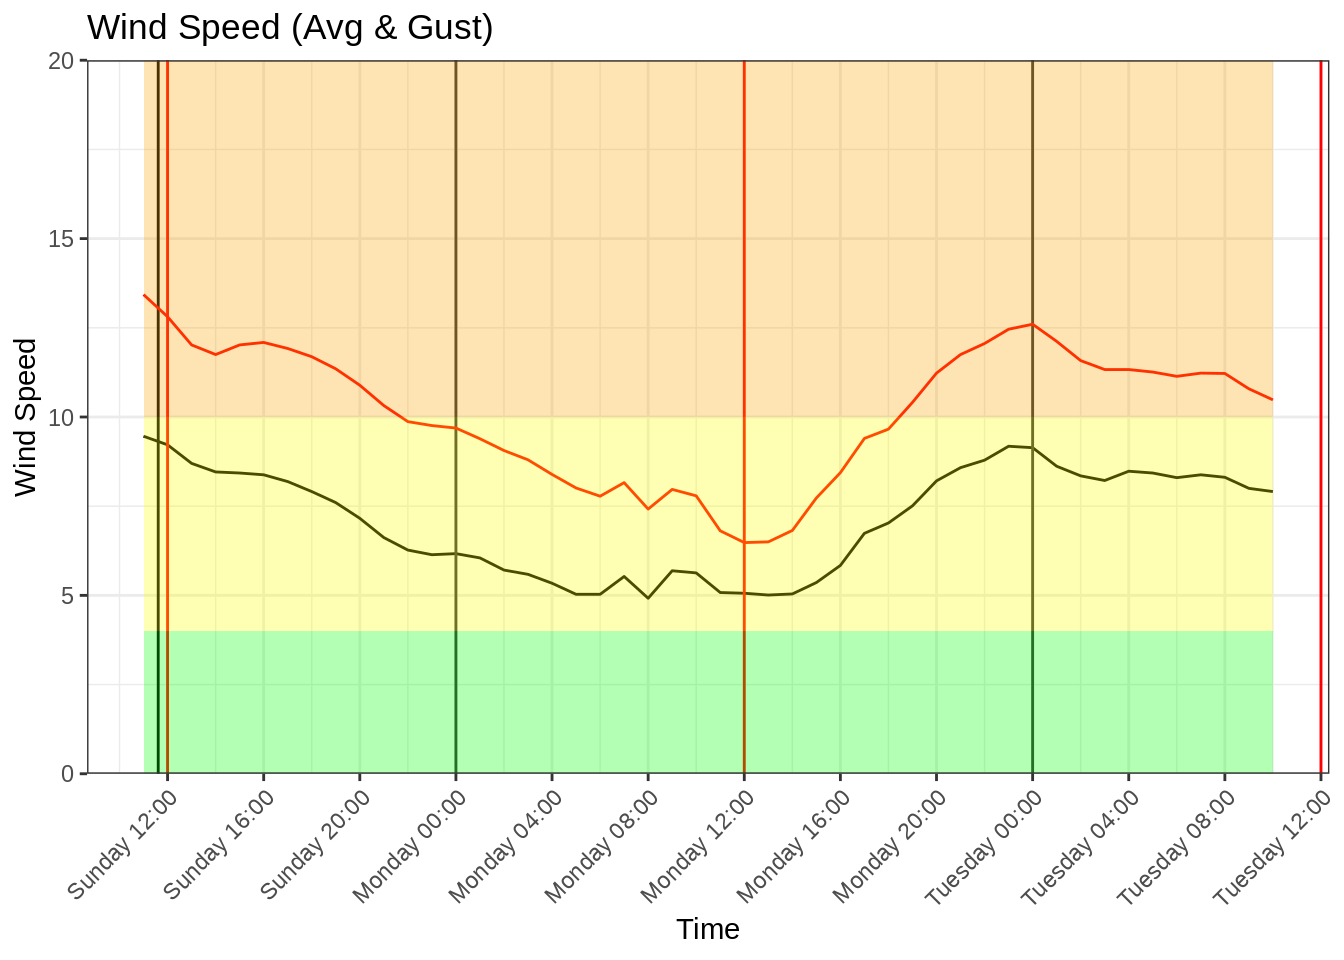 Wind Speed (Avg & Gust)
20
15
10
5
0
Wind Speed
Sunday 12:00
Sunday 16:00
Sunday 20:00
Monday 00:00
Monday 04:00
Monday 08:00
Monday 12:00
Monday 16:00
Monday 20:00
Tuesday 00:00
Tuesday 04:00
Tuesday 08:00
Tuesday 12:00
Time